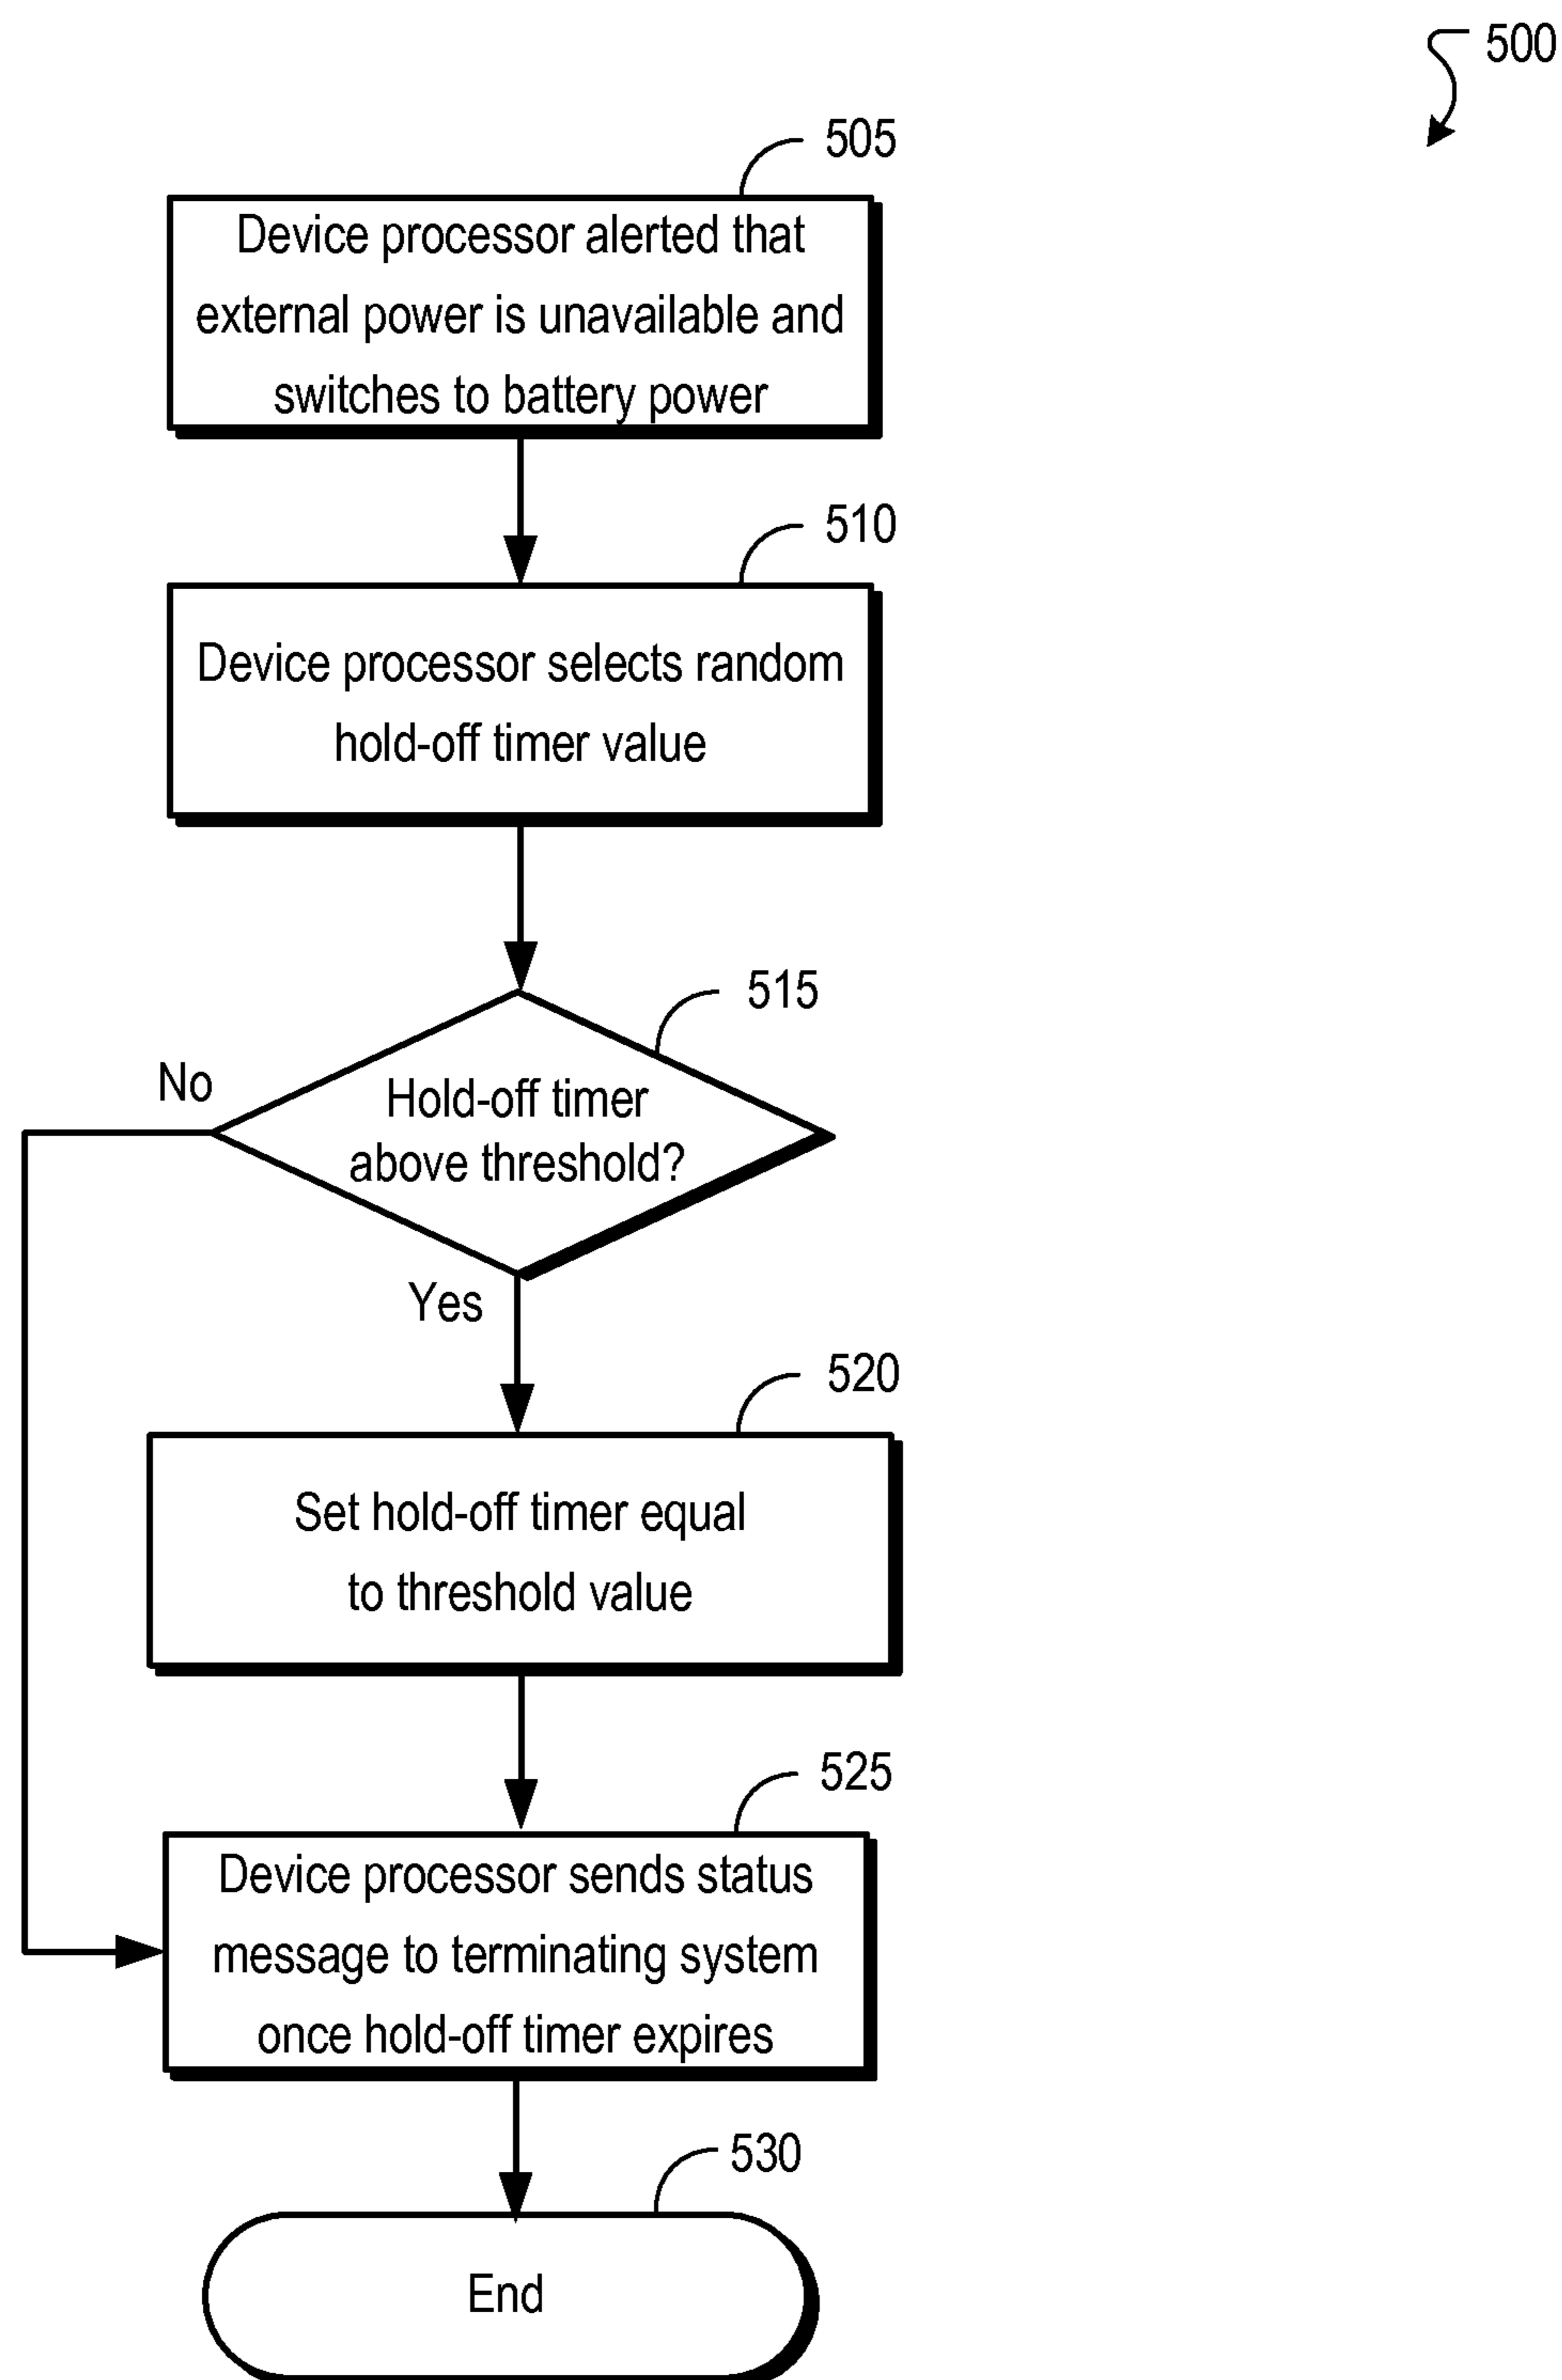 500
505
Device processor alerted that
external power is unavailable and
switches to battery power
510
Device processor selects random
hold-off timer value
515
No
Hold-off timer
above threshold?
Yes
520
Set hold-off timer equal
to threshold value
525
Device processor sends status
message to terminating system
once hold-off timer expires
530
End